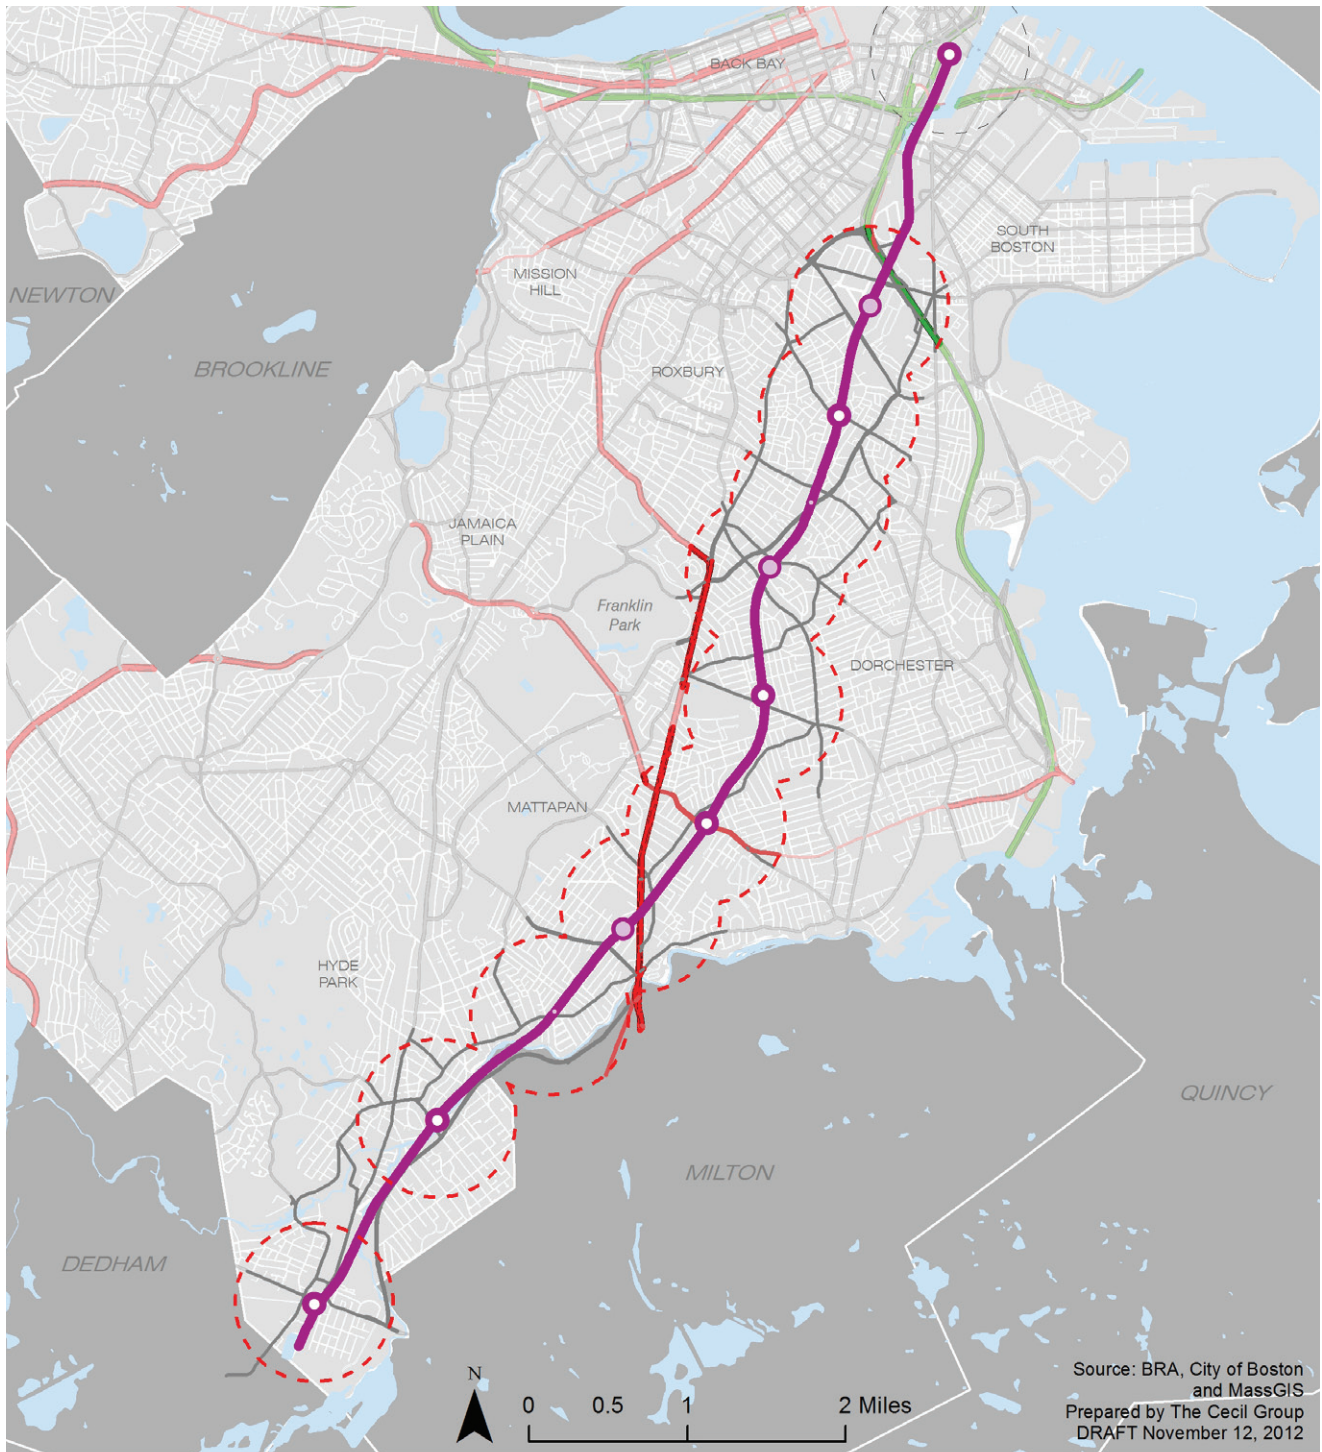 BACK BAY
SOUTH
BOSTON
MISSION
HILL
NEWTON
BROOKLINE
ROXBURY
JAMAICA
PLAIN
Franklin
Park
DORCHESTER
MATTAPAN
HYDE
PARK
QUINCY
MILTON
DEDHAM
N
0 0.5 1 2 Miles
Source: BRA, City of Boston
and MassGIS
Prepared by The Cecil Group
DRAFT November 12, 2012